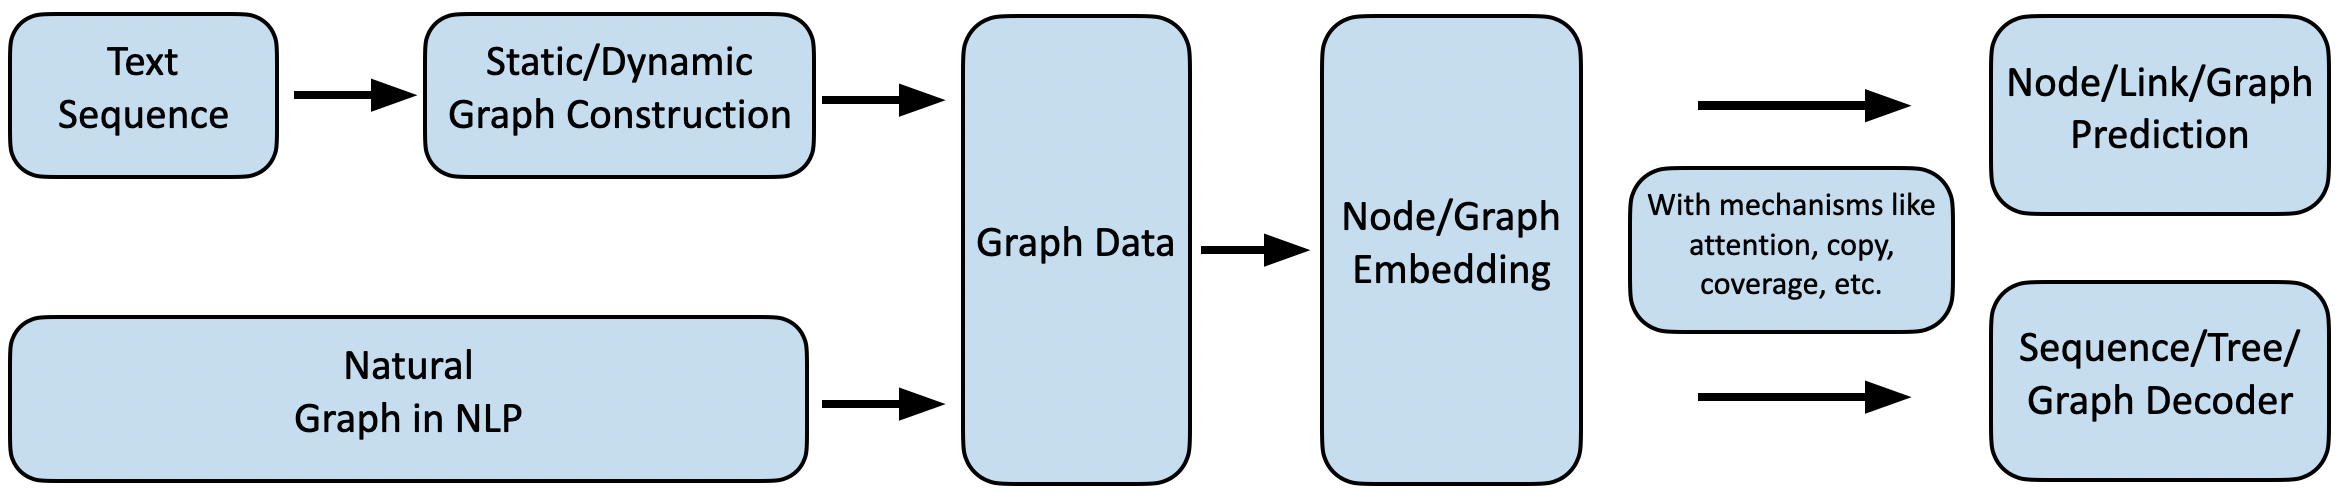 Text
Sequence
Static/Dynamic
Graph Construction
Natural
Graph in NLP
Graph Data
Node/Graph
Embedding
With mechanisms like
attention, copy,
coverage, etc.
Node/Link/Graph
Prediction
Sequence/Tree/
Graph Decoder